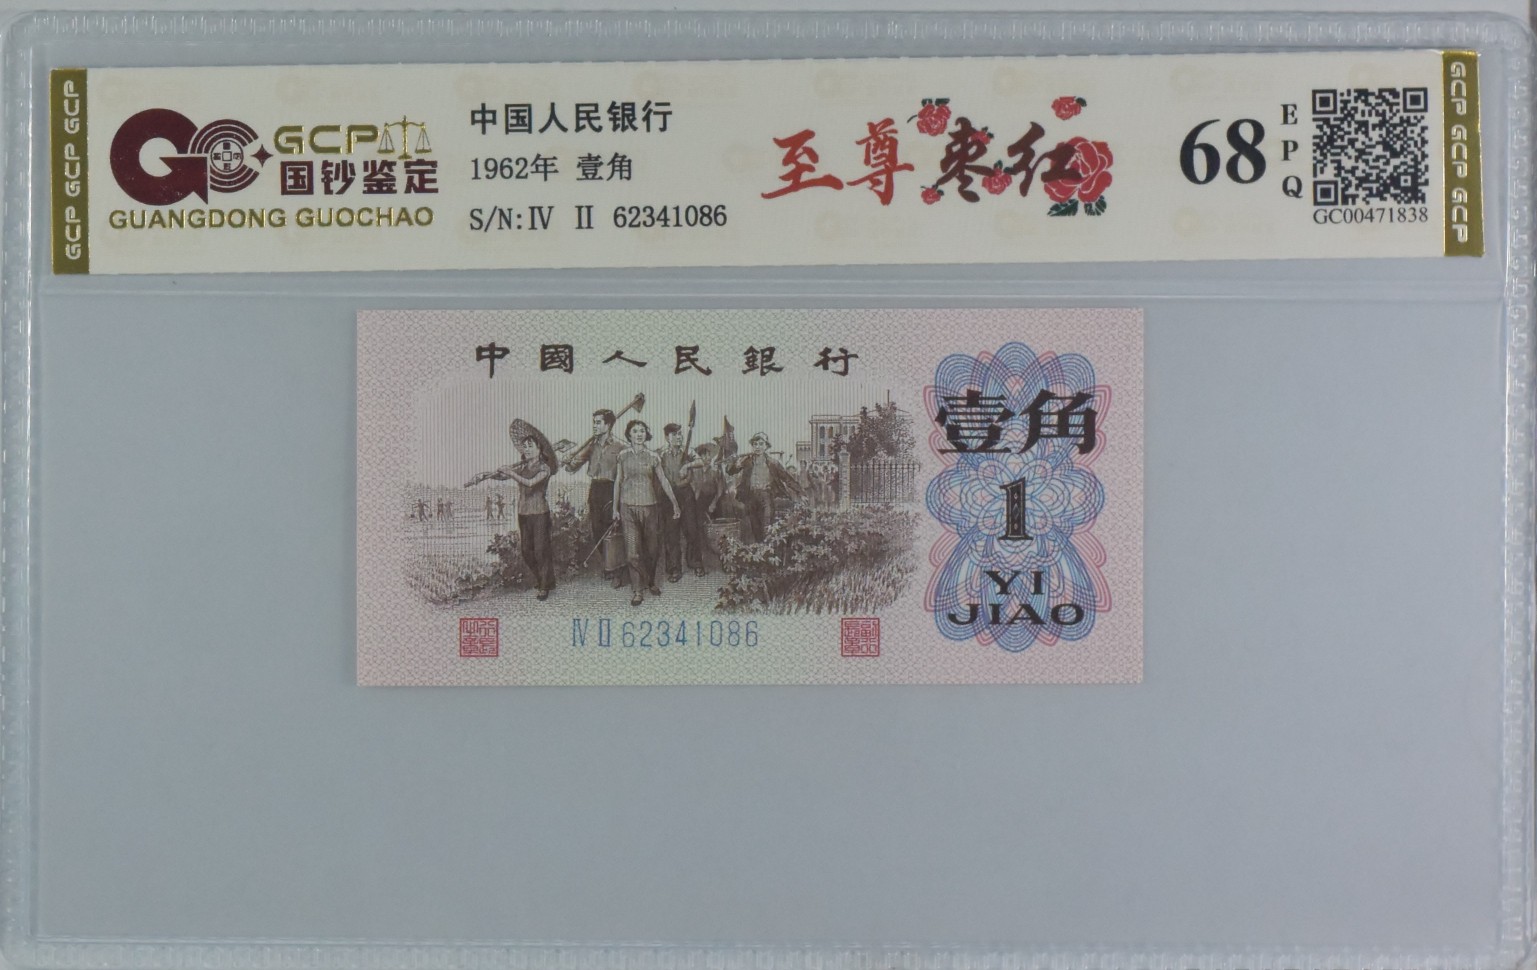 GCP GCP GCP
GCP
国钞鉴定
GUANGDONG GUOCHAO
中国人民银行
1962年 壹角
S/N:Ⅳ Ⅱ 62341086
至尊枣红
68
EPQ
GC00471838
GCP GCP GCP
中國人民銀行
壹角
1
YI
JIAO
Ⅳ Ⅱ 62341086